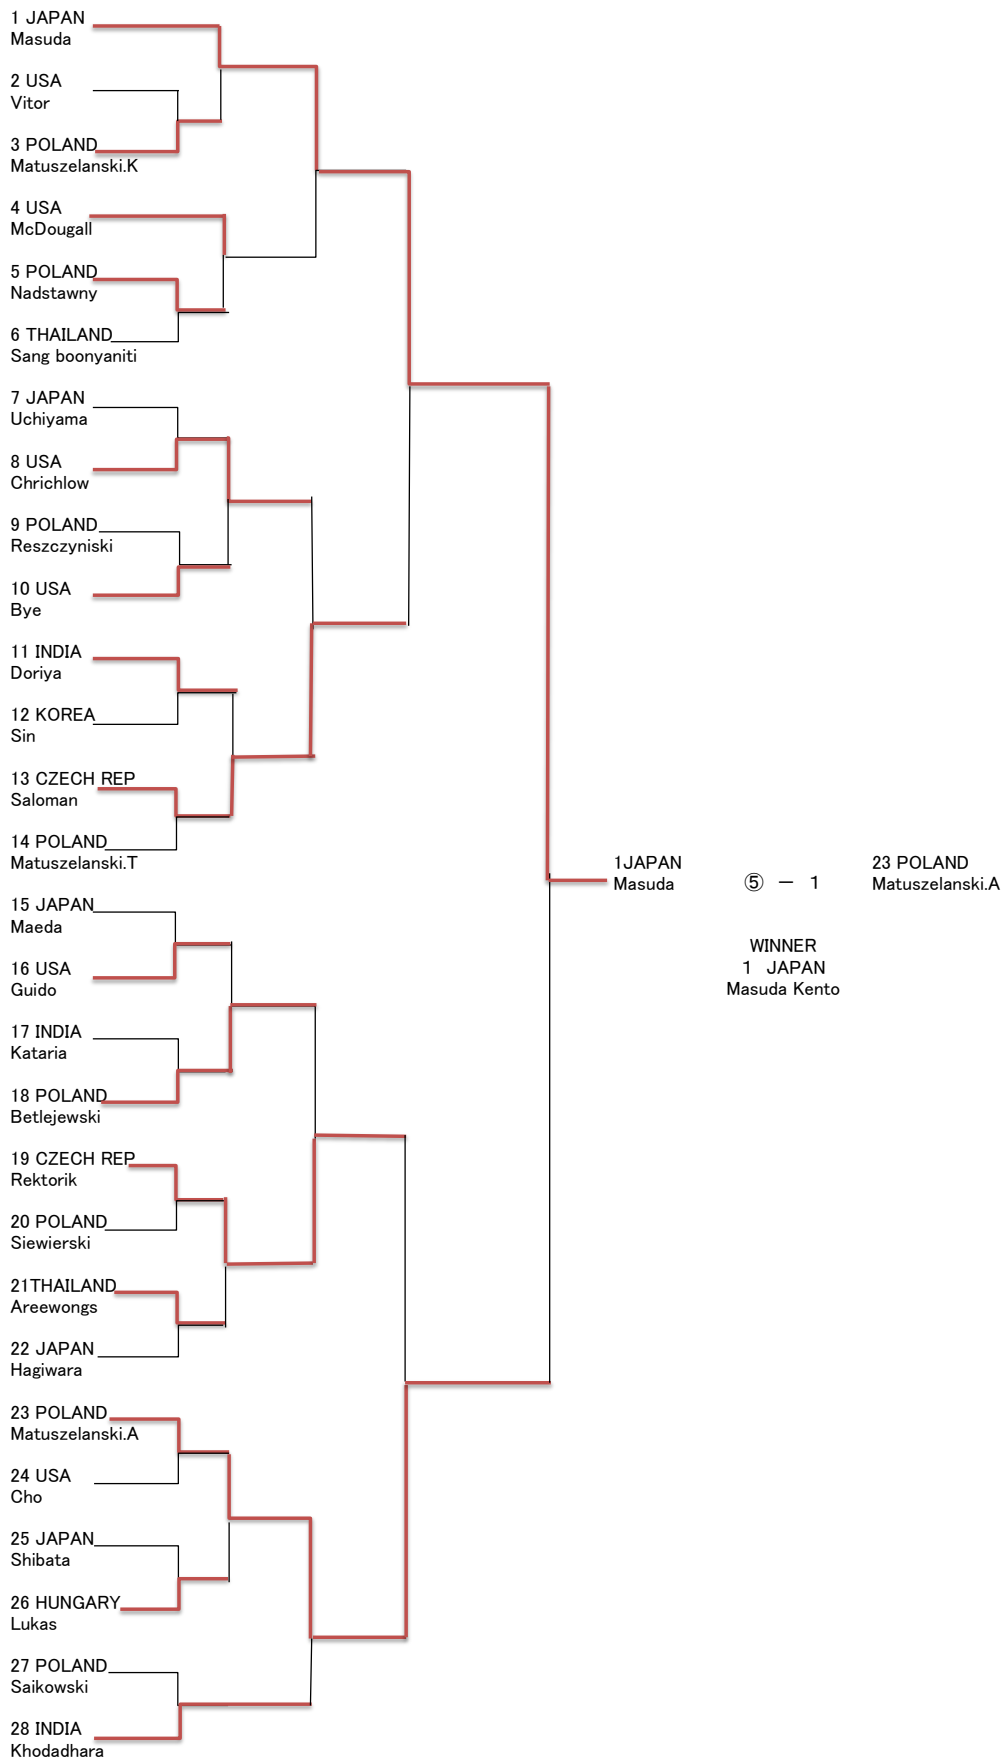 1 JAPAN
Masuda
2 USA
Vitor
3 POLAND
Matuszelanski.K
4 USA
McDougall
5 POLAND
Nadstawny
6 THAILAND
Sang boonyaniti
7 JAPAN
Uchiyama
8 USA
Chrichlow
9 POLAND
Reszczyniski
10 USA
Bye
11 INDIA
Doriya
12 KOREA
Sin
13 CZECH REP
Saloman
14 POLAND
Matuszelanski.T
15 JAPAN
Maeda
16 USA
Guido
17 INDIA
Kataria
18 POLAND
Betlejewski
19 CZECH REP
Rektorik
20 POLAND
Siewierski
21THAILAND
Areewongs
22 JAPAN
Hagiwara
23 POLAND
Matuszelanski.A
24 USA
Cho
25 JAPAN
Shibata
26 HUNGARY
Lukas
27 POLAND
Saikowski
28 INDIA
Khodadhara
1JAPAN
Masuda
⑤ － 1
23 POLAND
Matuszelanski.A
WINNER
1 JAPAN
Masuda Kento